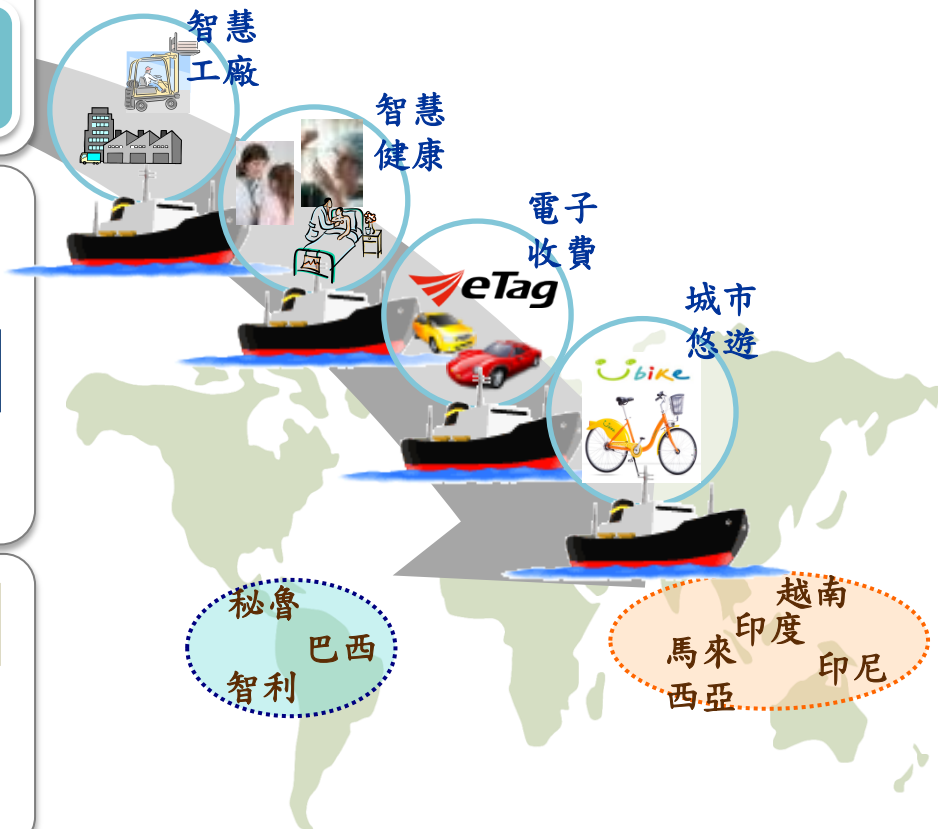 智慧
工廠
智慧
健康
電子
收費
eTag
城市
悠遊
Ubike
秘魯
巴西
智利
越南
印度
馬來
西亞
印尼